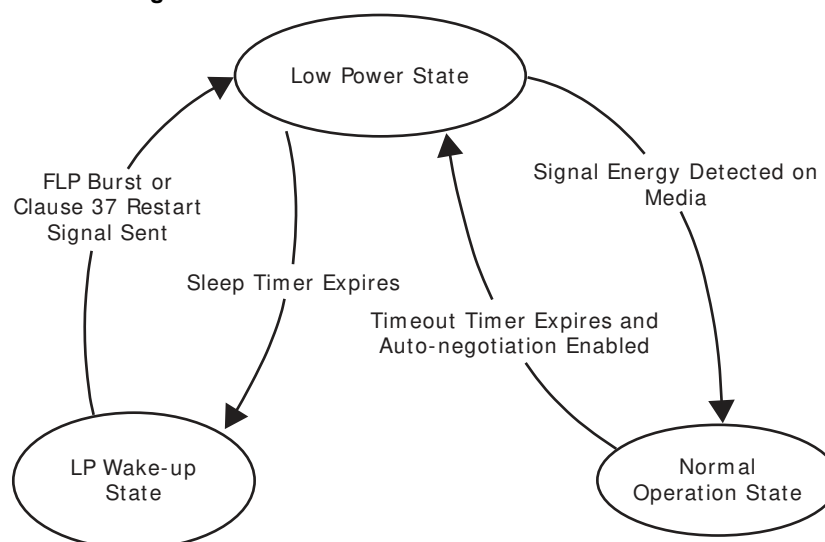 Low Power State
FLP Burst or
Clause 37 Restart
Signal Sent
Signal Energy Detected on
Media
Sleep Timer Expires
Timeout Timer Expires and
Auto-negotiation Enabled
LP Wake-up
State
Normal
Operation State